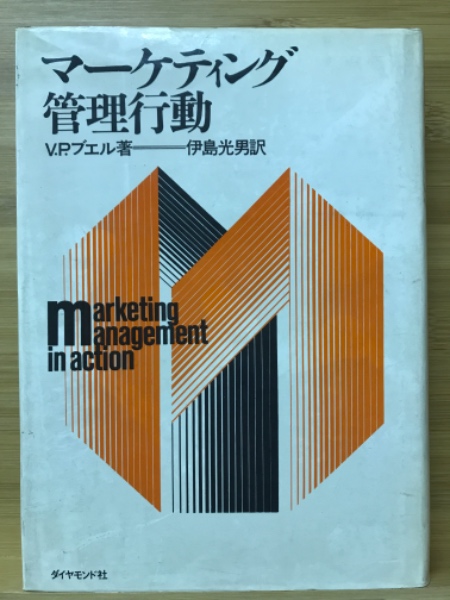 マーケティング
管理行動
V.P.ブエル著──伊島光男訳
marketing
management
in action
ダイヤモンド社